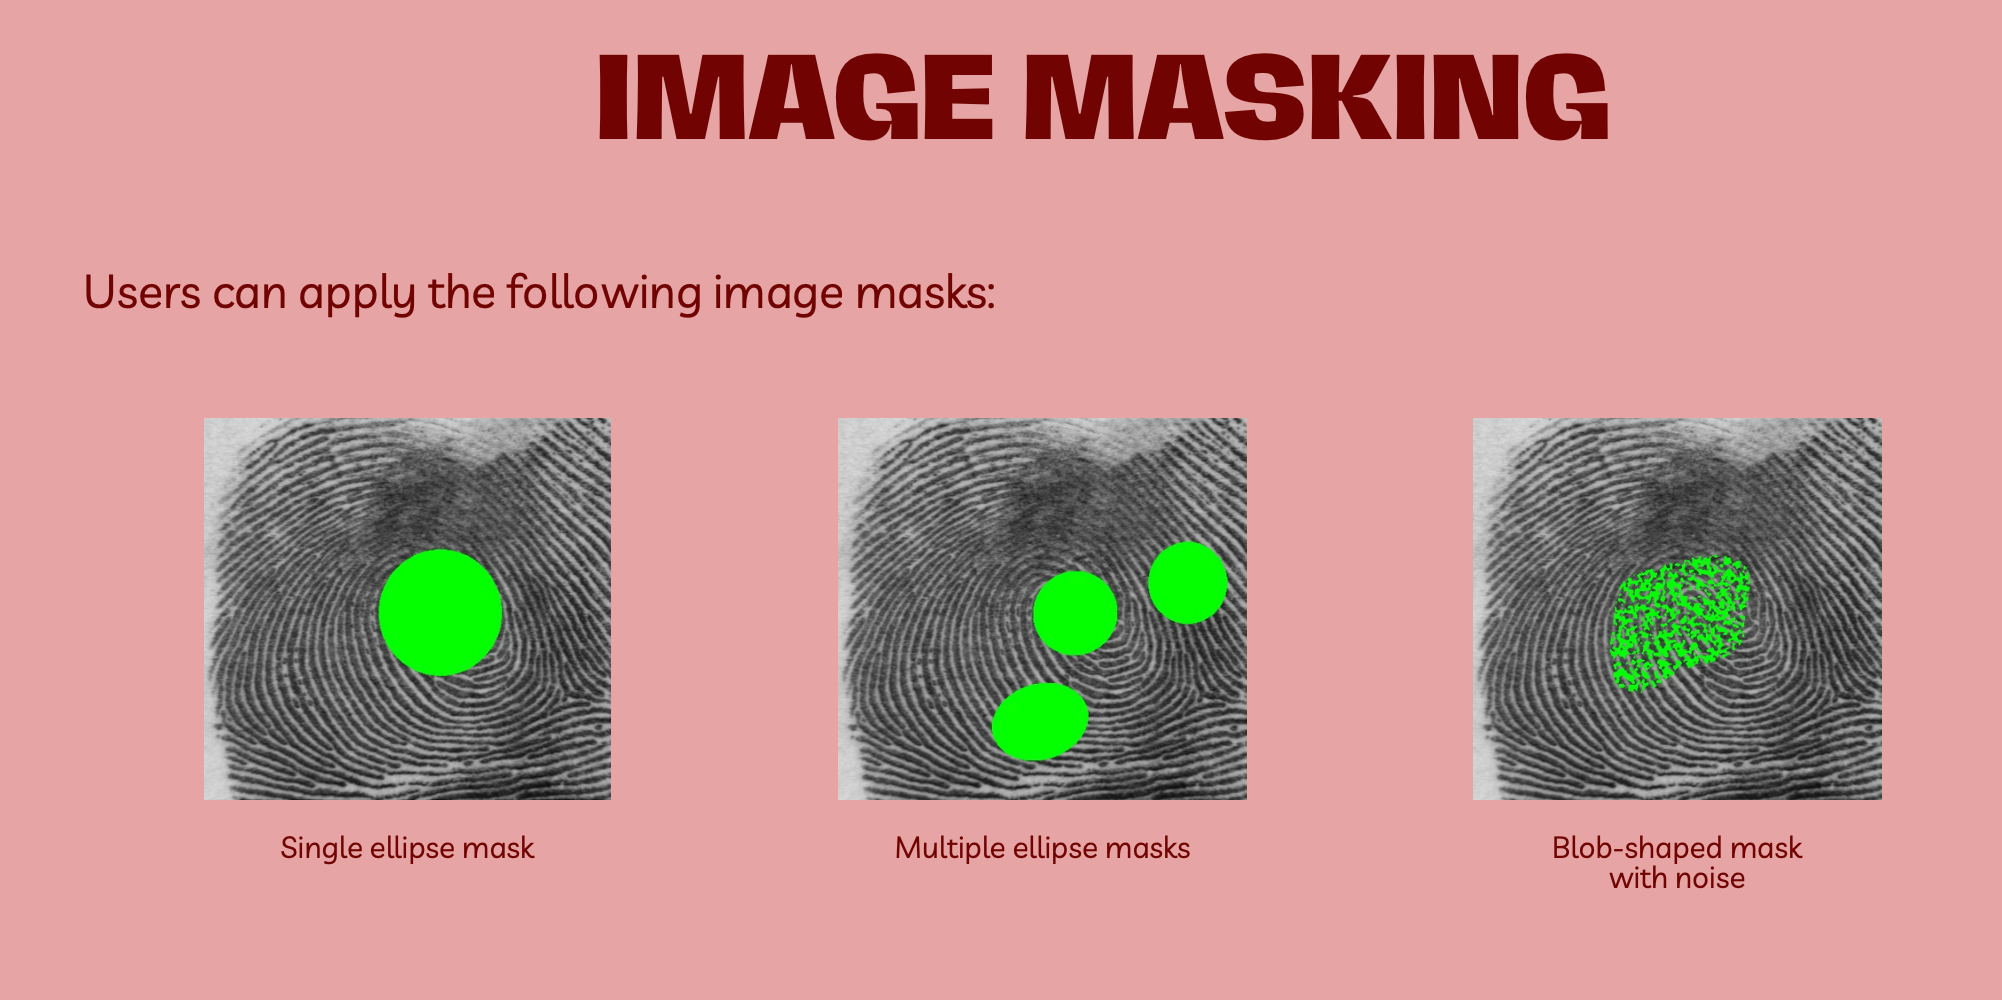 IMAGE MASKING
Users can apply the following image masks:
Single ellipse mask
Multiple ellipse masks
Blob-shaped mask
with noise